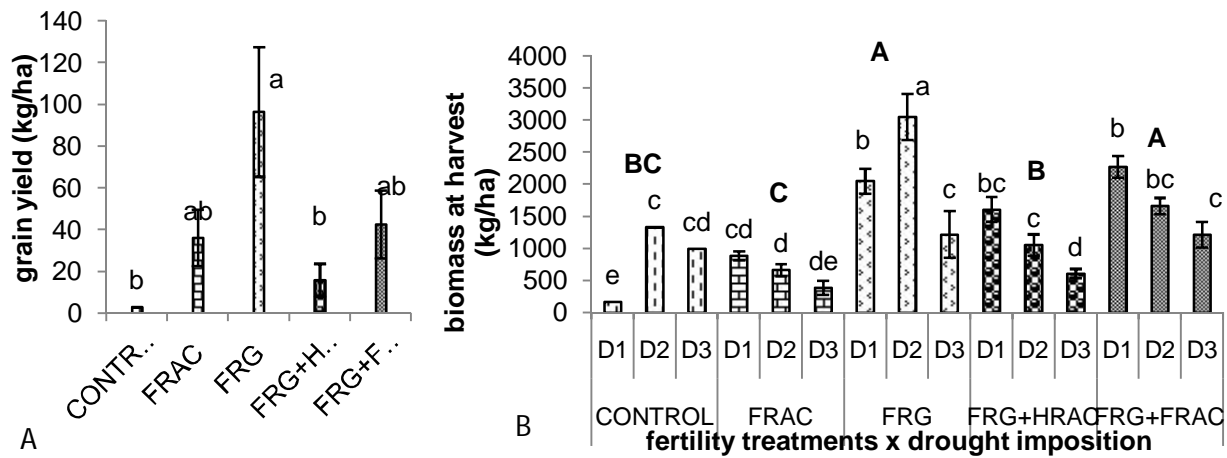 grain yield (kg/ha)
140
120
100
80
60
40
20
0
b
ab
a
b
ab
CONTR..
FRAC
FRG
FRG+H..
FRG+F..
A
biomass at harvest
(kg/ha)
4000
3500
3000
2500
2000
1500
1000
500
0
BC
C
A
B
A
e
c
cd
cd
d
de
b
a
c
bc
c
d
b
bc
c
D1 D2 D3 D1 D2 D3 D1 D2 D3 D1 D2 D3 D1 D2 D3
CONTROL FRAC FRG FRG+HRAC FRG+FRAC
fertility treatments x drought imposition
B